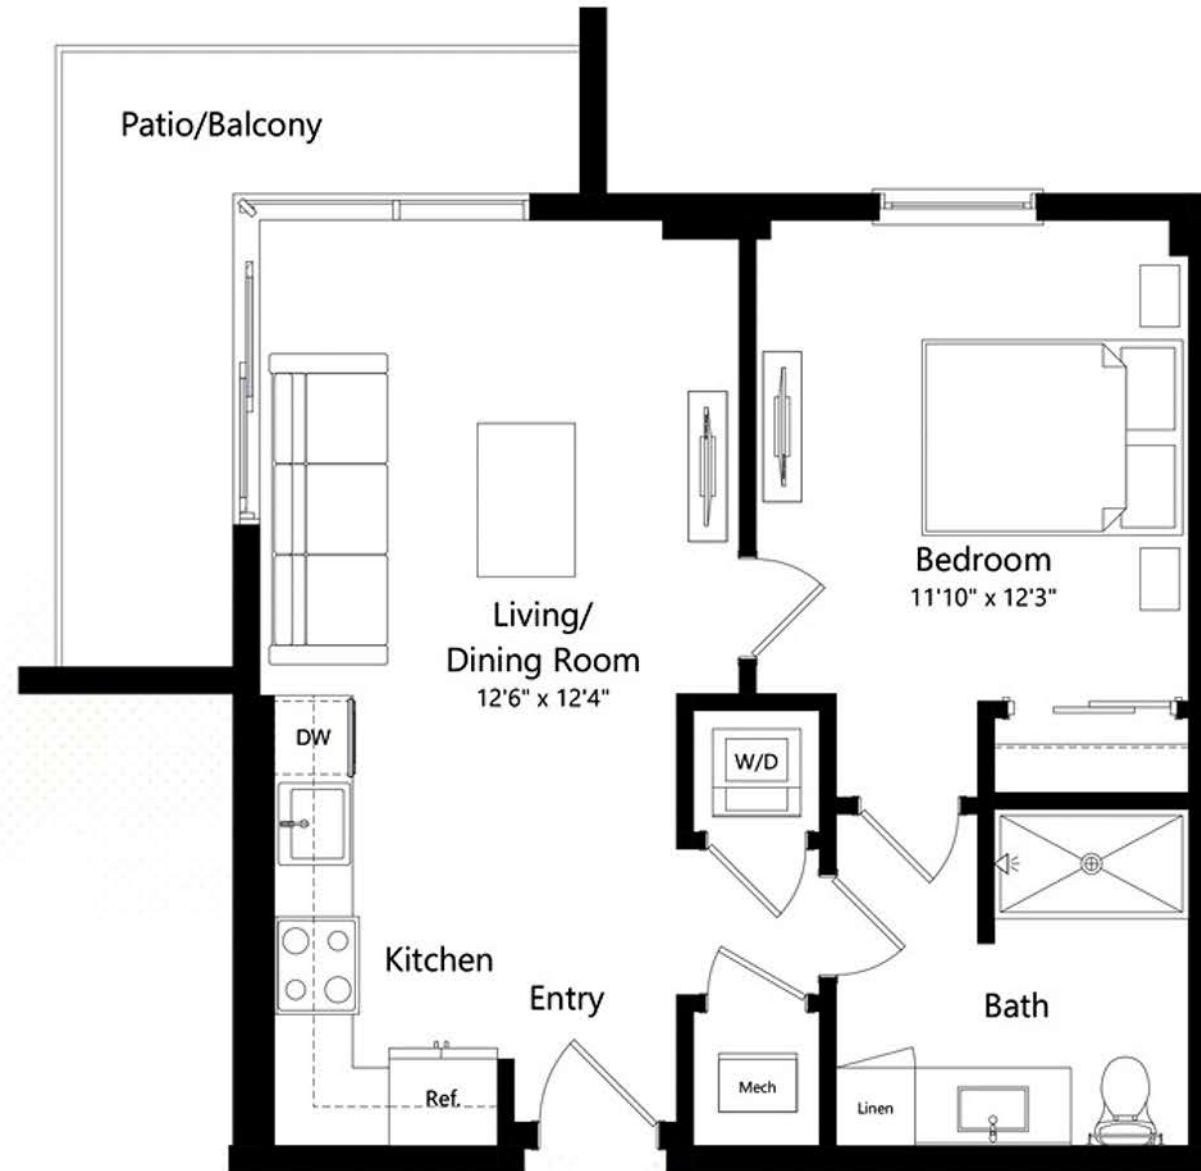 Patio/Balcony
Bedroom
11'10" x 12'3"
Living/
Dining Room
12'6" x 12'4"
DW
W/D
Kitchen
Entry
Bath
Ref.
Mech
Linen